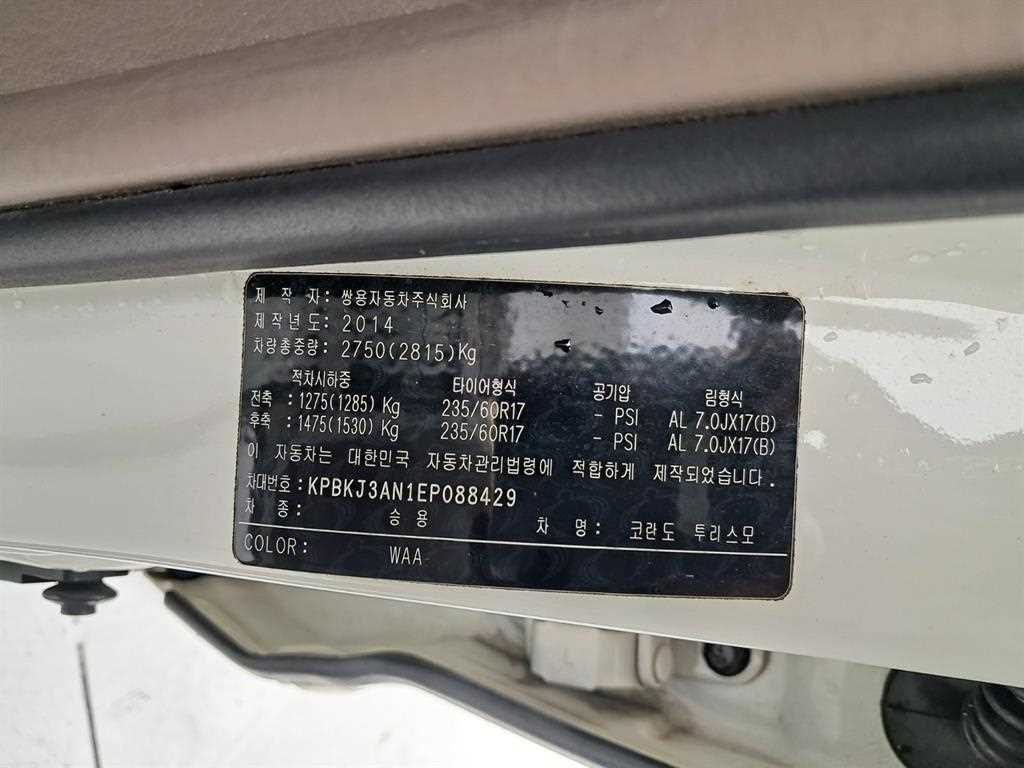 제 작 자: 쌍용자동차주식회사
제작년도: 2014
차량총중량: 2750(2815)Kg
적차시하중 타이어형식 공기압 림형식
전축 : 1275(1285) Kg 235/60R17 - PSI AL 7.0JX17(B)
후축 : 1475(1530) Kg 235/60R17 - PSI AL 7.0JX17(B)
이 자동차는 대한민국 자동차관리법령에 적합하게 제작되었습니다.
차대번호: KPBKJ3AN1EP088429
차 종: 승 용 차 명: 코란도 투리스모
COLOR: WAA